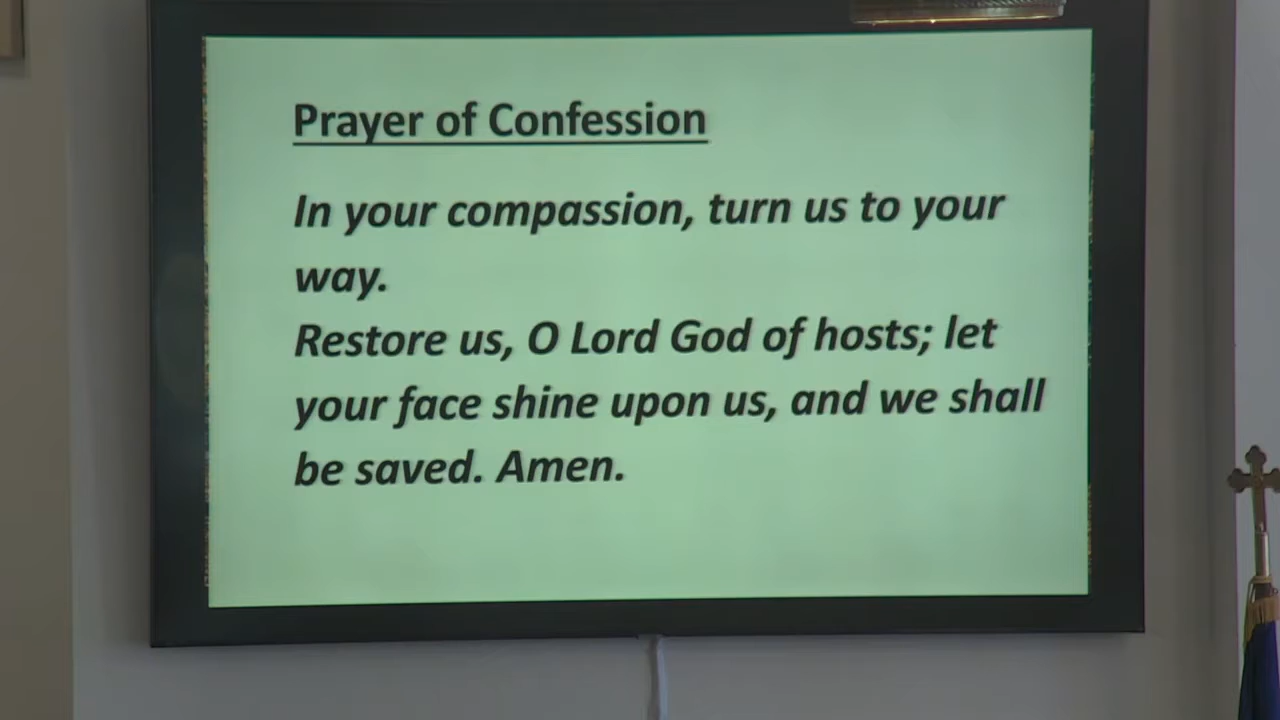 Prayer of Confession
In your compassion, turn us to your
way.
Restore us, O Lord God of hosts; let
your face shine upon us, and we shall
be saved. Amen.